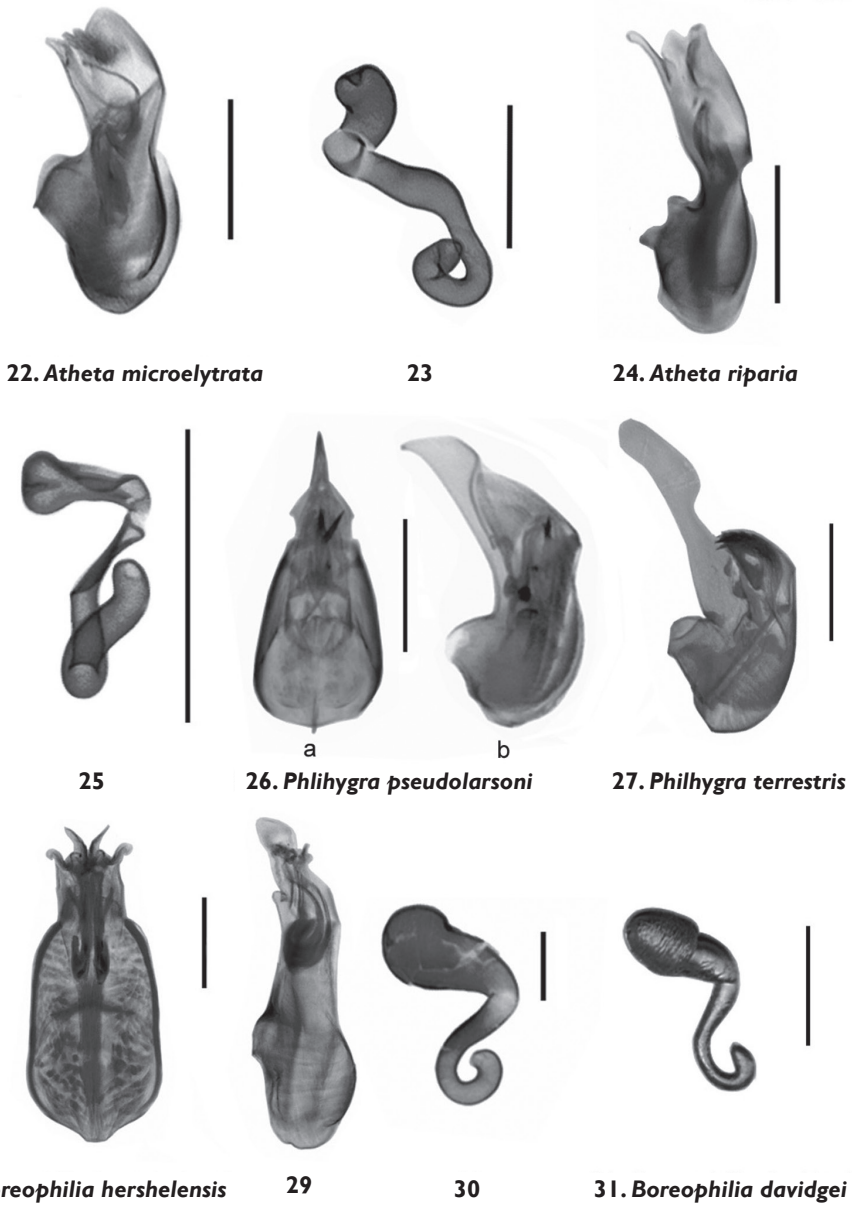 22. Atheta microelytrata 23 24. Atheta riparia
a b
25 26. Phlihygra pseudolarsoni 27. Philhygra terrestris
reophilia hershelensis 29 30 31. Boreophilia davidgei